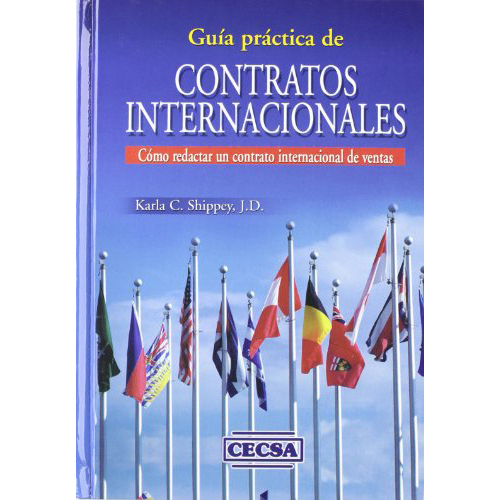 Guía práctica de
CONTRATOS
INTERNACIONALES
Cómo redactar un contrato internacional de ventas
Karla C. Shippey, J.D.
CECSA